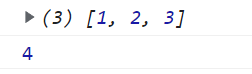 ▶ (3) [1, 2, 3]
4